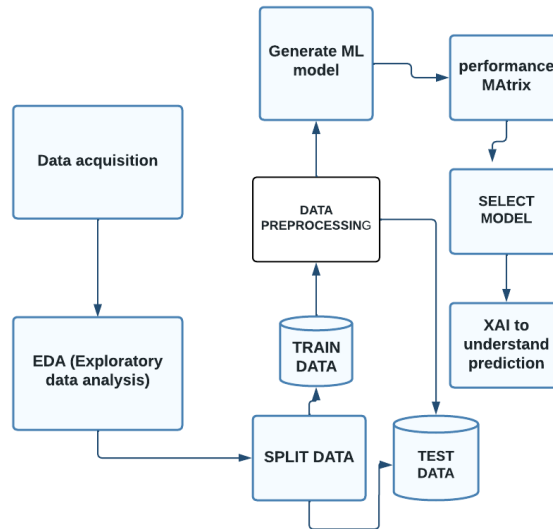 Data acquisition
EDA (Exploratory
data analysis)
SPLIT DATA
TRAIN
DATA
TEST
DATA
DATA
PREPROCESSING
Generate ML
model
performance
MAtrix
SELECT
MODEL
XAI to
understand
prediction